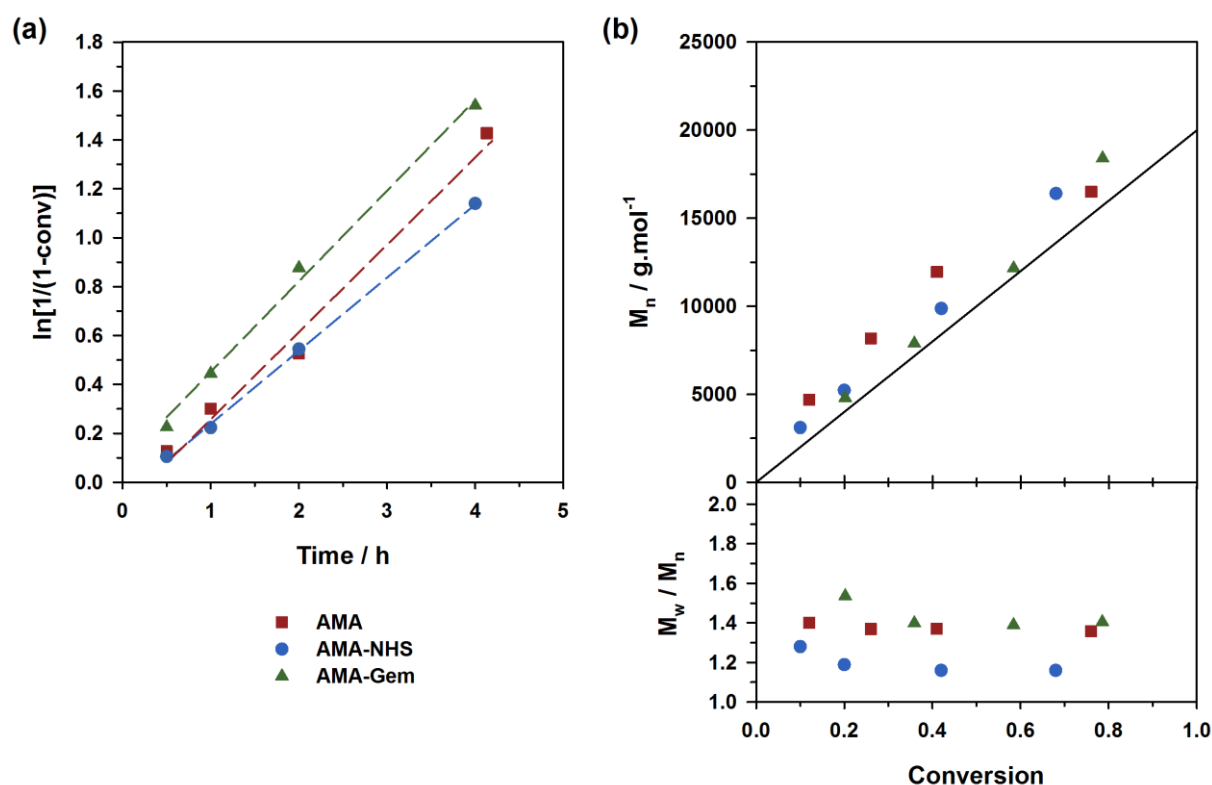 (a)
1.8
1.6
1.4
1.2
1.0
0.8
0.6
0.4
0.2
0.0
ln[1/(1-conv)]
0 1 2 3 4 5
Time / h
AMA
AMA-NHS
AMA-Gem
(b)
25000
20000
15000
10000
5000
0
Mn / g.mol⁻¹
2.0
1.8
1.6
1.4
1.2
1.0
Mw / Mn
0.0 0.2 0.4 0.6 0.8 1.0
Conversion